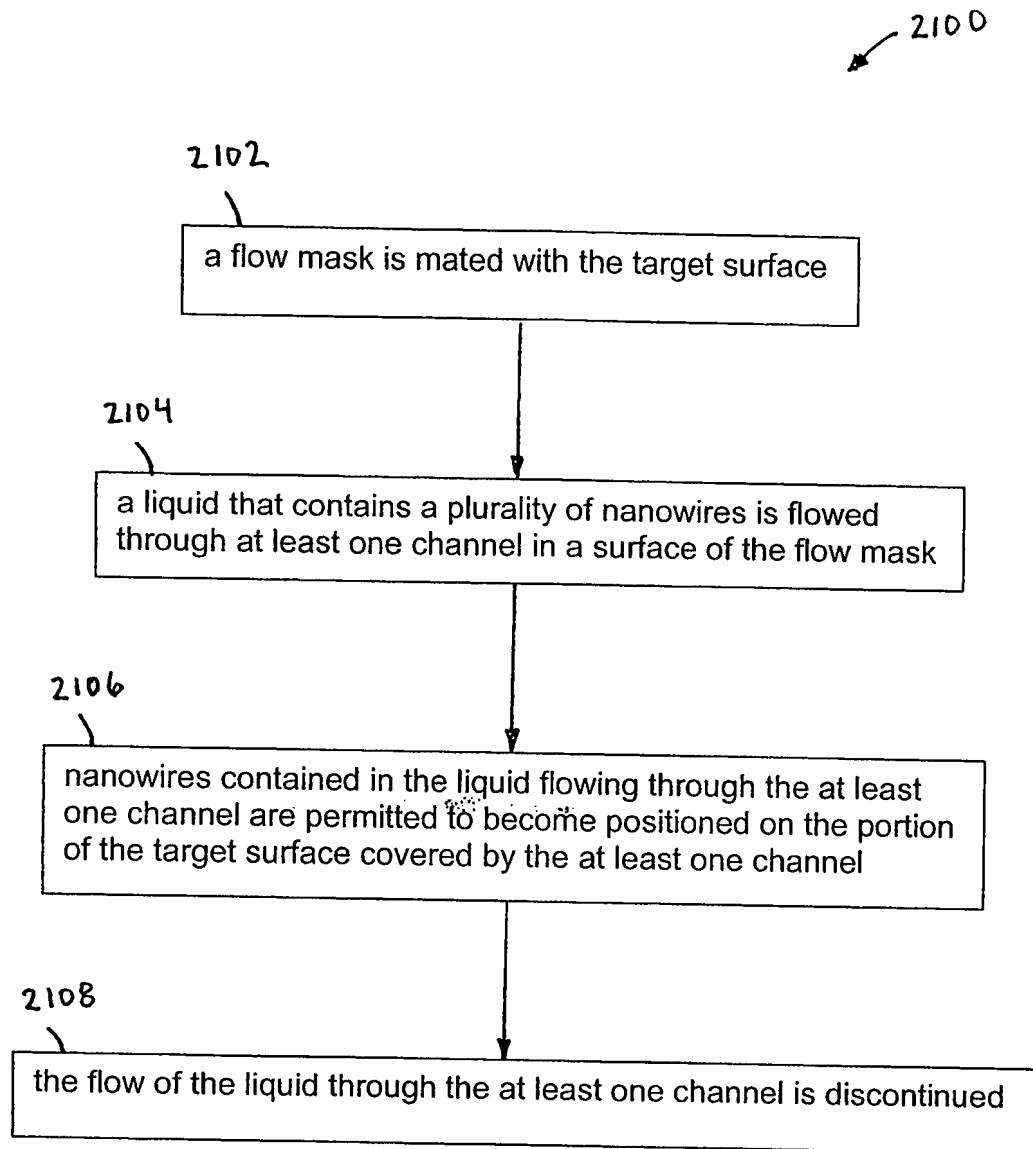 2100
2102
a flow mask is mated with the target surface
2104
a liquid that contains a plurality of nanowires is flowed
through at least one channel in a surface of the flow mask
2106
nanowires contained in the liquid flowing through the at least
one channel are permitted to become positioned on the portion
of the target surface covered by the at least one channel
2108
the flow of the liquid through the at least one channel is discontinued